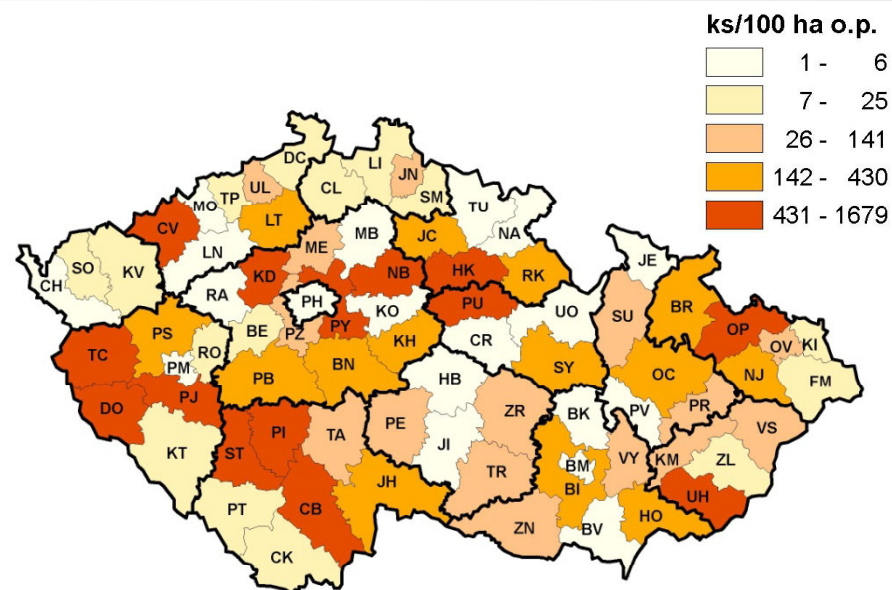 ks/100 ha o.p.
1 - 6
7 - 25
26 - 141
142 - 430
431 - 1679
DC
LI
JN
UL
CL
TP
MO
SM
TU
LT
CV
NA
ME
MB
JC
LN
JE
SO
KV
CH
KD
NB
HK
RK
RA
PH
KO
PU
UO
BR
SU
OP
PS
BE
PZ
PY
KH
CR
OV
KI
TC
RO
PM
BN
SY
OC
NJ
FM
PB
HB
PJ
DO
BK
PV
PR
ZR
VS
PI
TA
PE
JI
KT
ST
VY
KM
ZL
BM
TR
BI
JH
UH
PT
CB
HO
ZN
BV
CK